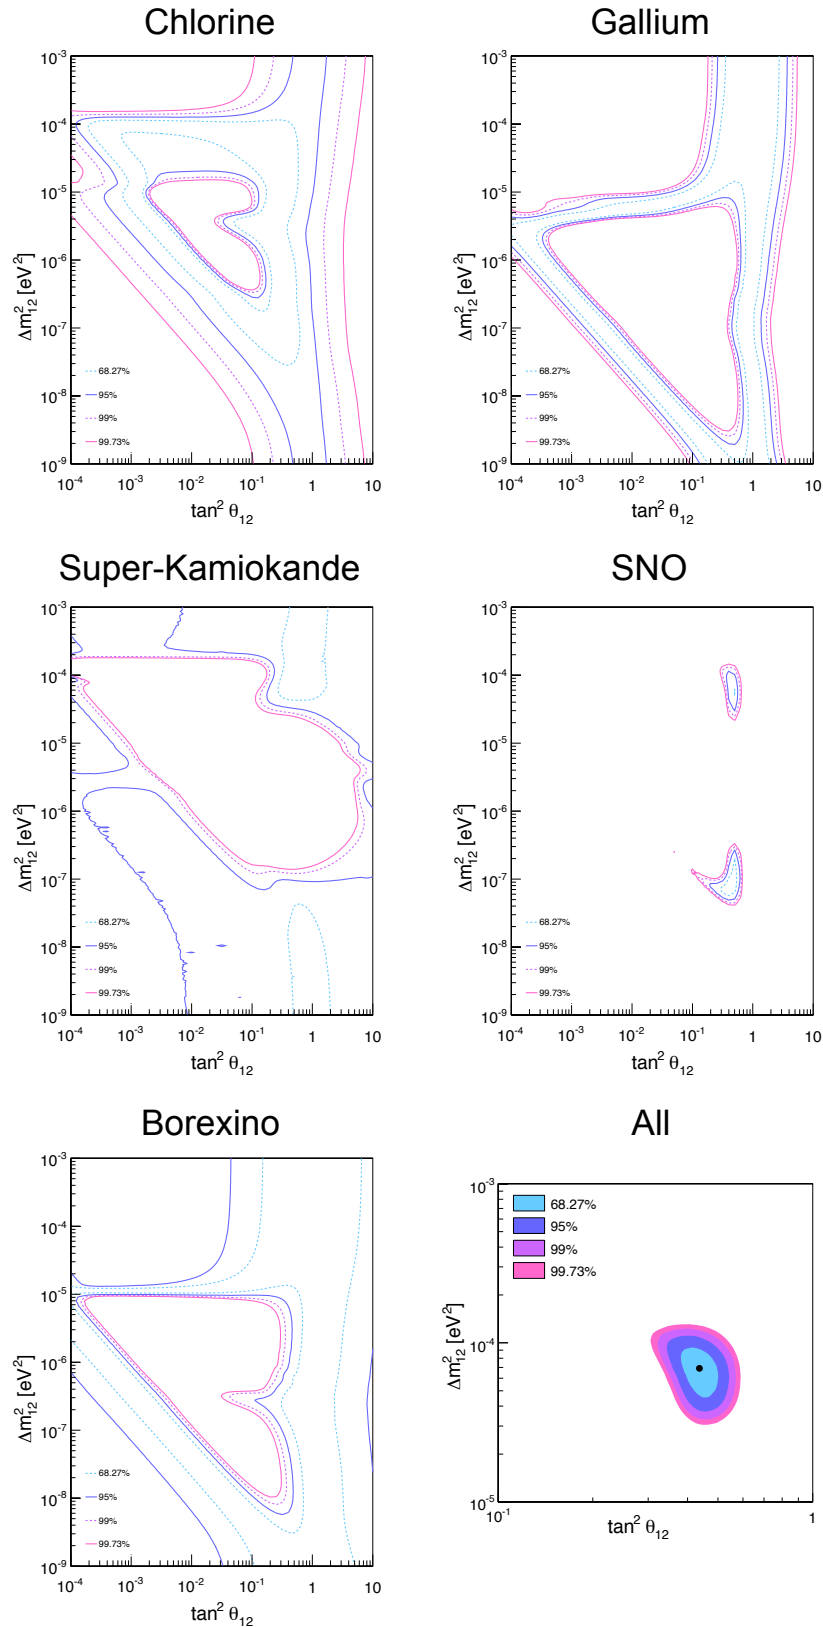 Chlorine
10⁻³
10⁻⁴
10⁻⁵
10⁻⁶
10⁻⁷
10⁻⁸
10⁻⁹
Δm²₁₂ [eV²]
68.27%
95%
99%
99.73%
10⁻⁴ 10⁻³ 10⁻² 10⁻¹ 1 10
tan² θ₁₂
Gallium
10⁻³
10⁻⁴
10⁻⁵
10⁻⁶
10⁻⁷
10⁻⁸
10⁻⁹
Δm²₁₂ [eV²]
68.27%
95%
99%
99.73%
10⁻⁴ 10⁻³ 10⁻² 10⁻¹ 1 10
tan² θ₁₂
Super-Kamiokande
10⁻³
10⁻⁴
10⁻⁵
10⁻⁶
10⁻⁷
10⁻⁸
10⁻⁹
Δm²₁₂ [eV²]
68.27%
95%
99%
99.73%
10⁻⁴ 10⁻³ 10⁻² 10⁻¹ 1 10
tan² θ₁₂
SNO
10⁻³
10⁻⁴
10⁻⁵
10⁻⁶
10⁻⁷
10⁻⁸
10⁻⁹
Δm²₁₂ [eV²]
68.27%
95%
99%
99.73%
10⁻⁴ 10⁻³ 10⁻² 10⁻¹ 1 10
tan² θ₁₂
Borexino
10⁻³
10⁻⁴
10⁻⁵
10⁻⁶
10⁻⁷
10⁻⁸
10⁻⁹
Δm²₁₂ [eV²]
68.27%
95%
99%
99.73%
10⁻⁴ 10⁻³ 10⁻² 10⁻¹ 1 10
tan² θ₁₂
All
10⁻³
10⁻⁴
10⁻⁵
Δm²₁₂ [eV²]
68.27%
95%
99%
99.73%
10⁻¹ 1
tan² θ₁₂